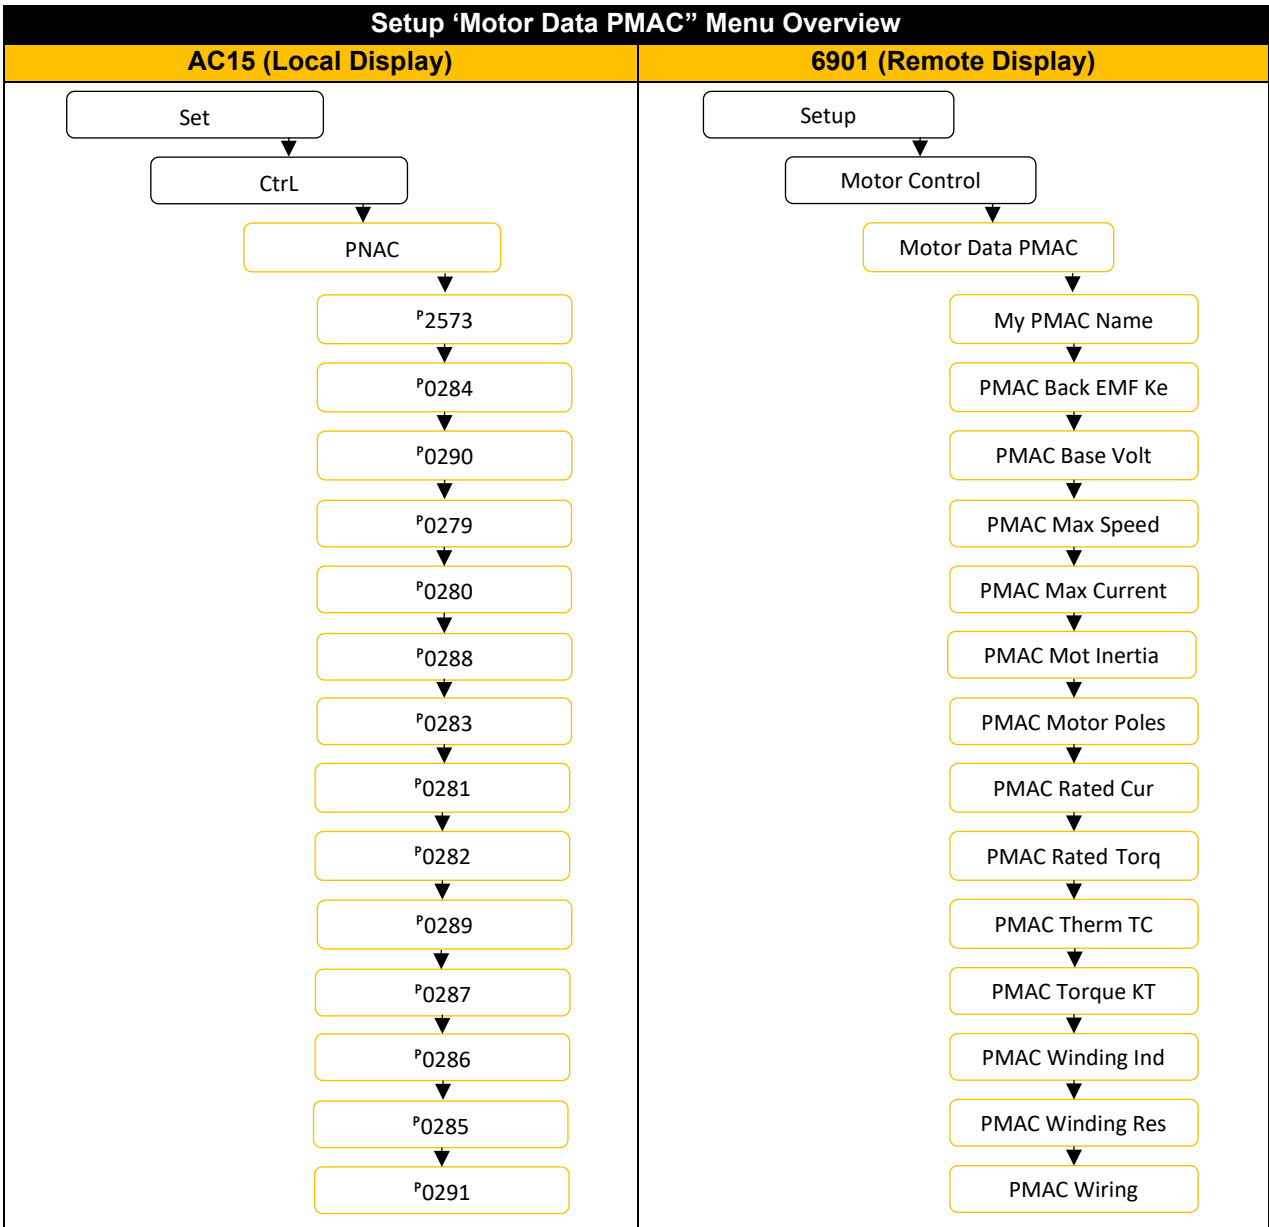 Setup ‘Motor Data PMAC” Menu Overview
AC15 (Local Display)
6901 (Remote Display)
Set
CtrL
PNAC
ᴾ2573
ᴾ0284
ᴾ0290
ᴾ0279
ᴾ0280
ᴾ0288
ᴾ0283
ᴾ0281
ᴾ0282
ᴾ0289
ᴾ0287
ᴾ0286
ᴾ0285
ᴾ0291
Setup
Motor Control
Motor Data PMAC
My PMAC Name
PMAC Back EMF Ke
PMAC Base Volt
PMAC Max Speed
PMAC Max Current
PMAC Mot Inertia
PMAC Motor Poles
PMAC Rated Cur
PMAC Rated Torq
PMAC Therm TC
PMAC Torque KT
PMAC Winding Ind
PMAC Winding Res
PMAC Wiring